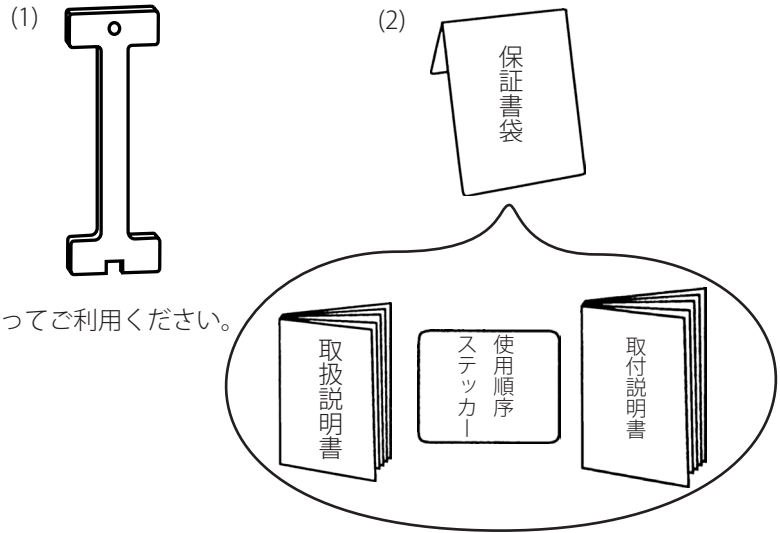 (1)
(2)
保証書袋
ってご利用ください。
取扱説明書
使用順序
ステッカー
取付説明書